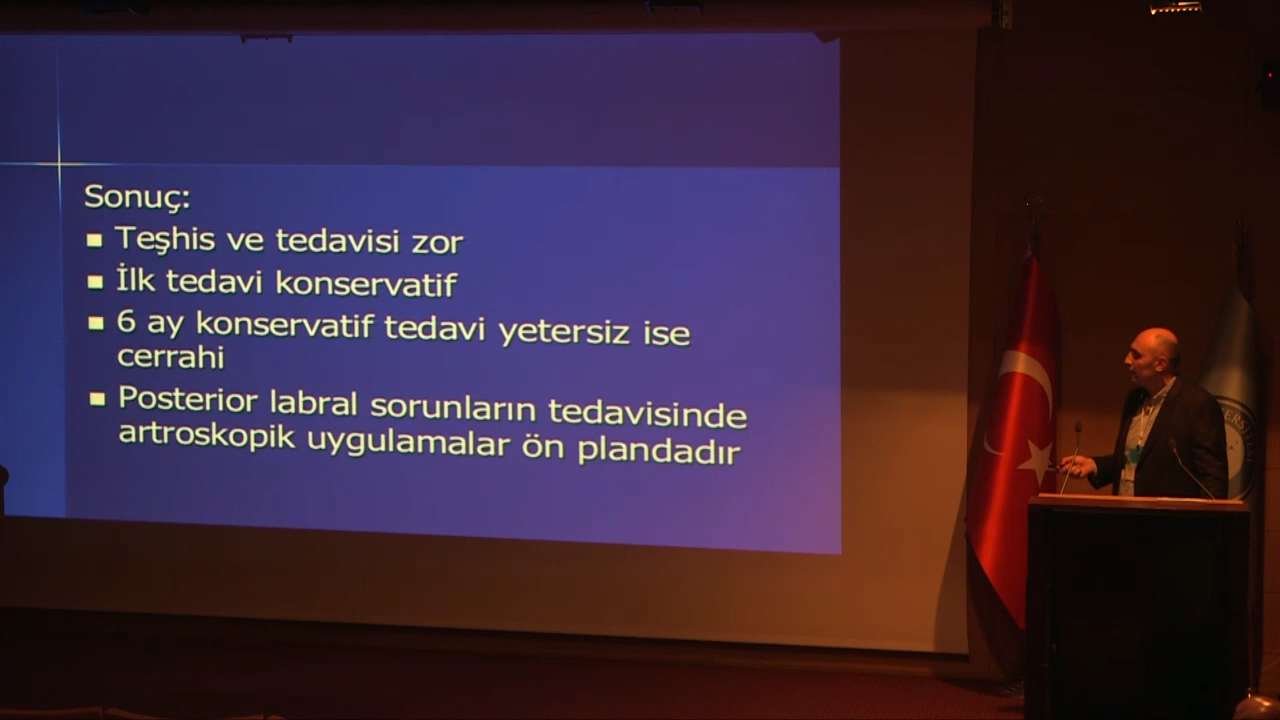 Sonuç:
Teşhis ve tedavisi zor
İlk tedavi konservatif
6 ay konservatif tedavi yetersiz ise
cerrahi
Posterior labral sorunların tedavisinde
artroskopik uygulamalar ön plandadır